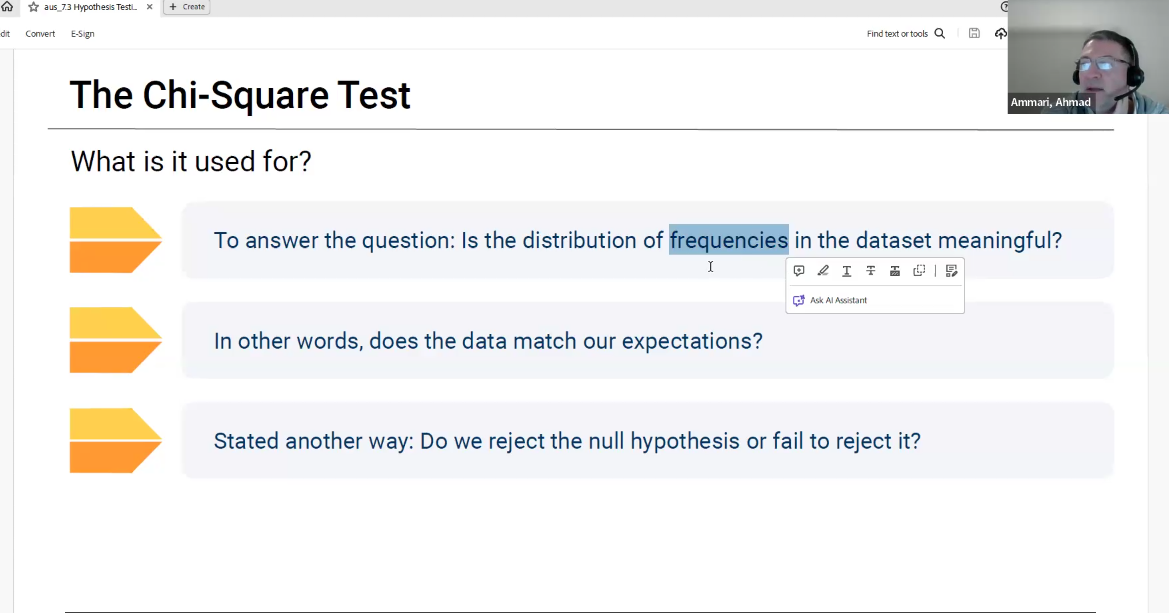 aus_7.3 Hypothesis Testi...
Create
dit
Convert
E-Sign
Find text or tools
Ammari, Ahmad
The Chi-Square Test
What is it used for?
To answer the question: Is the distribution of frequencies in the dataset meaningful?
Ask AI Assistant
In other words, does the data match our expectations?
Stated another way: Do we reject the null hypothesis or fail to reject it?